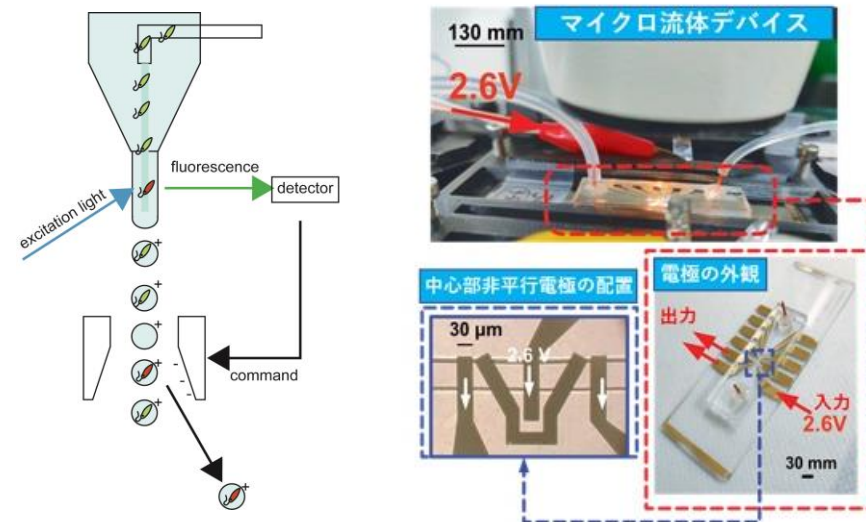 excitation light
fluorescence
detector
+
+
+
+
-
-
-
command
+
+
マイクロ流体デバイス
130 mm
2.6V
中心部非平行電極の配置
30 µm
2.6 V
電極の外観
出力
入力
2.6V
30 mm